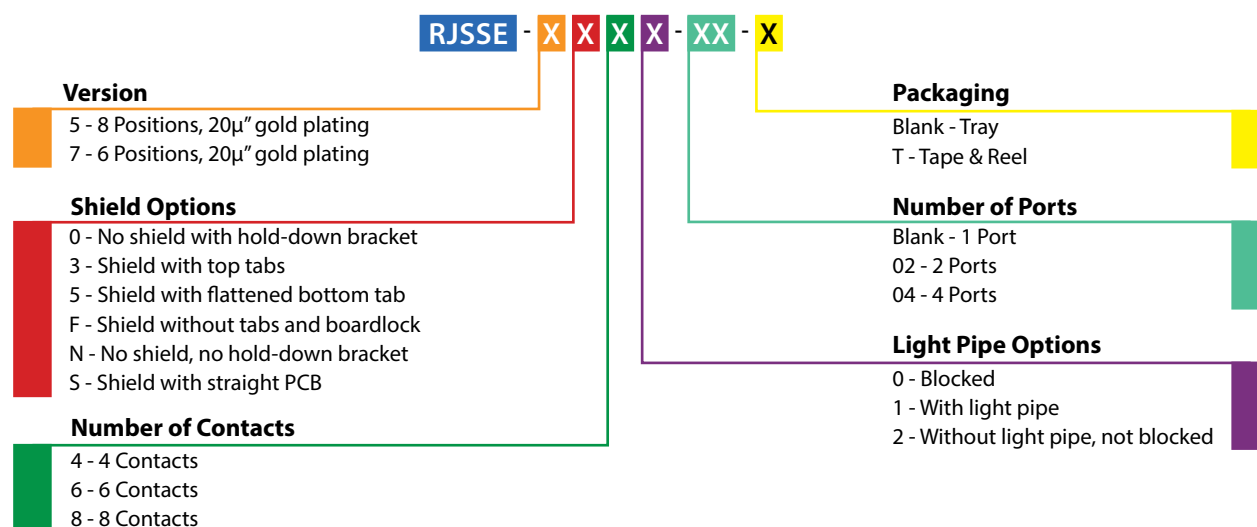 RJSSE - X X X X - XX - X
Version
5 - 8 Positions, 20µ” gold plating
7 - 6 Positions, 20µ” gold plating
Shield Options
0 - No shield with hold-down bracket
3 - Shield with top tabs
5 - Shield with flattened bottom tab
F - Shield without tabs and boardlock
N - No shield, no hold-down bracket
S - Shield with straight PCB
Number of Contacts
4 - 4 Contacts
6 - 6 Contacts
8 - 8 Contacts
Packaging
Blank - Tray
T - Tape & Reel
Number of Ports
Blank - 1 Port
02 - 2 Ports
04 - 4 Ports
Light Pipe Options
0 - Blocked
1 - With light pipe
2 - Without light pipe, not blocked